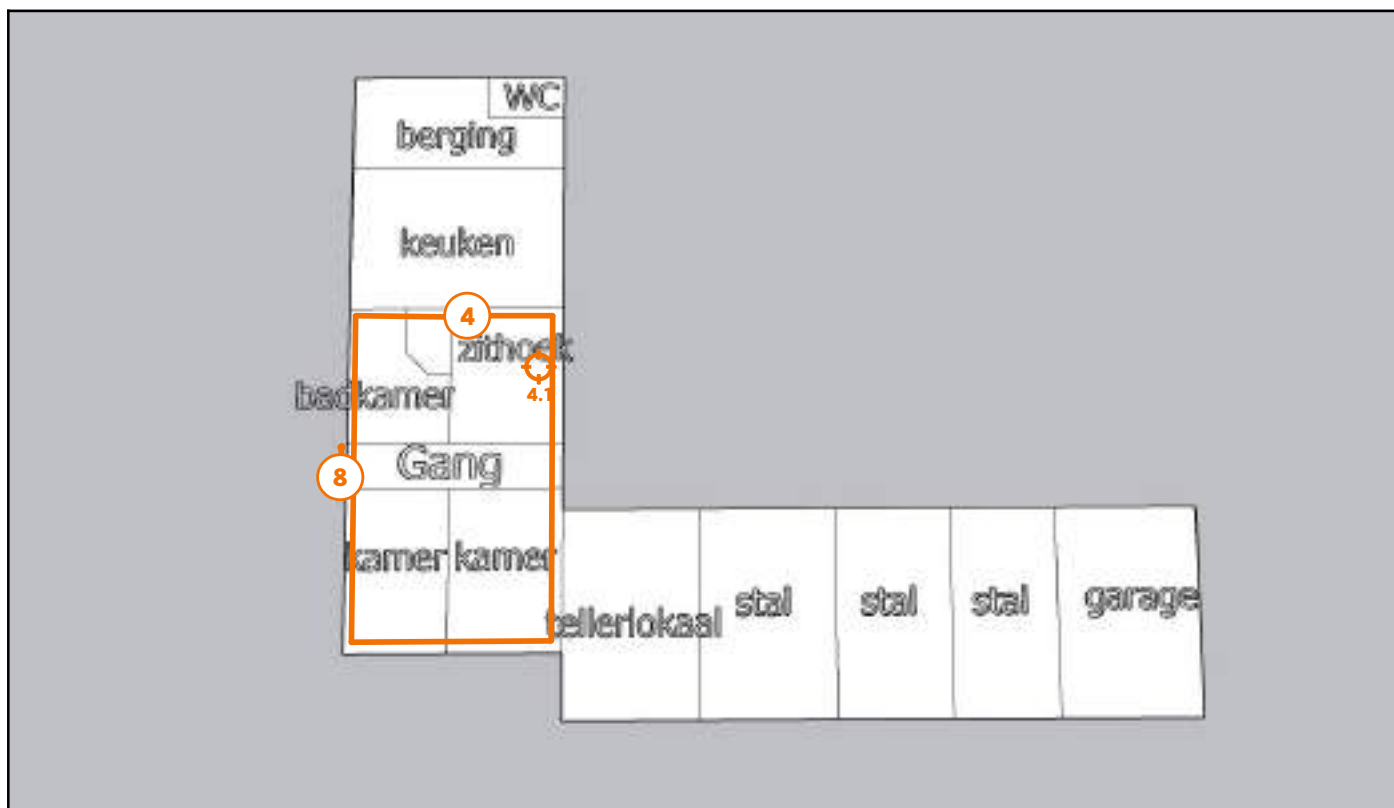 WC
berging
keuken
4
zithoek
4.1
badkamer
Gang
8
kamer
kamer
tellerlokaal
stal
stal
stal
garage